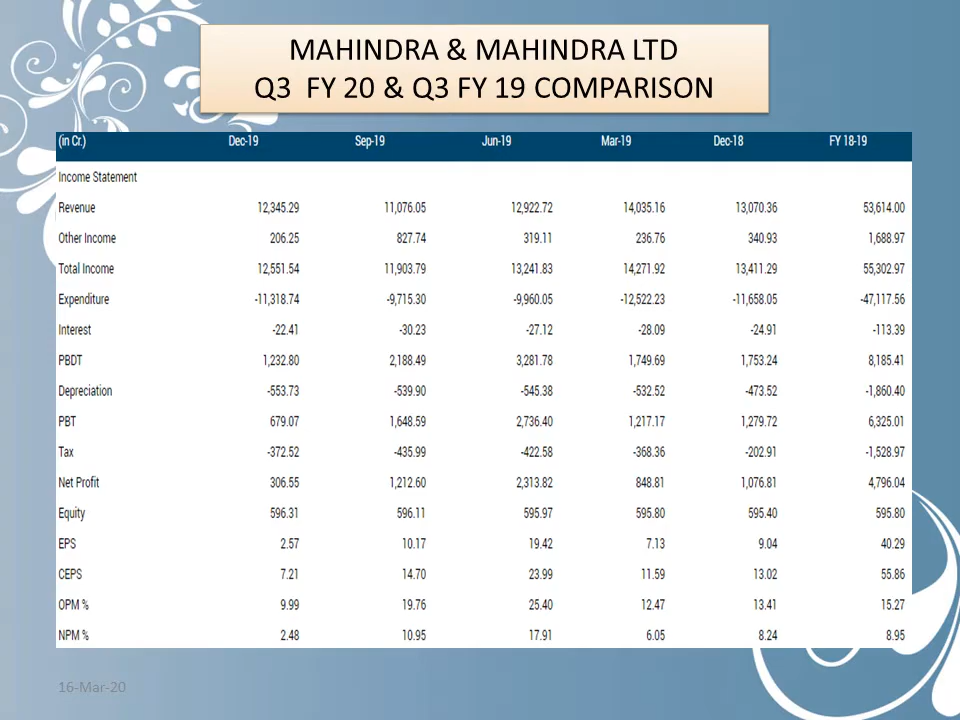 MAHINDRA & MAHINDRA LTD
Q3 FY 20 & Q3 FY 19 COMPARISON
(in Cr.) Dec-19 Sep-19 Jun-19 Mar-19 Dec-18 FY 18-19
Income Statement
Revenue 12,345.29 11,076.05 12,922.72 14,035.16 13,070.36 53,614.00
Other Income 206.25 827.74 319.11 236.76 340.93 1,688.97
Total Income 12,551.54 11,903.79 13,241.83 14,271.92 13,411.29 55,302.97
Expenditure -11,318.74 -9,715.30 -9,960.05 -12,522.23 -11,658.05 -47,117.56
Interest -22.41 -30.23 -27.12 -28.09 -24.91 -113.39
PBDT 1,232.80 2,188.49 3,281.78 1,749.69 1,753.24 8,185.41
Depreciation -553.73 -539.90 -545.38 -532.52 -473.52 -1,860.40
PBT 679.07 1,648.59 2,736.40 1,217.17 1,279.72 6,325.01
Tax -372.52 -435.99 -422.58 -368.36 -202.91 -1,528.97
Net Profit 306.55 1,212.60 2,313.82 848.81 1,076.81 4,796.04
Equity 596.31 596.11 595.97 595.80 595.40 595.80
EPS 2.57 10.17 19.42 7.13 9.04 40.29
CEPS 7.21 14.70 23.99 11.59 13.02 55.86
OPM % 9.99 19.76 25.40 12.47 13.41 15.27
NPM % 2.48 10.95 17.91 6.05 8.24 8.95
16-Mar-20